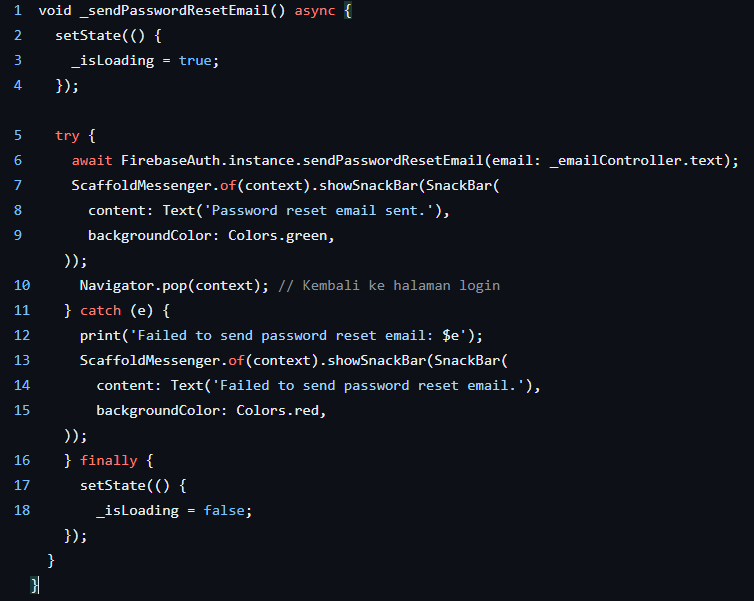 1 void _sendPasswordResetEmail() async {
2 setState(() {
3 _isLoading = true;
4 });
5 try {
6 await FirebaseAuth.instance.sendPasswordResetEmail(email: _emailController.text);
7 ScaffoldMessenger.of(context).showSnackBar(SnackBar(
8 content: Text('Password reset email sent.'),
9 backgroundColor: Colors.green,
));
10 Navigator.pop(context); // Kembali ke halaman login
11 } catch (e) {
12 print('Failed to send password reset email: $e');
13 ScaffoldMessenger.of(context).showSnackBar(SnackBar(
14 content: Text('Failed to send password reset email.'),
15 backgroundColor: Colors.red,
));
16 } finally {
17 setState(() {
18 _isLoading = false;
});
}
}